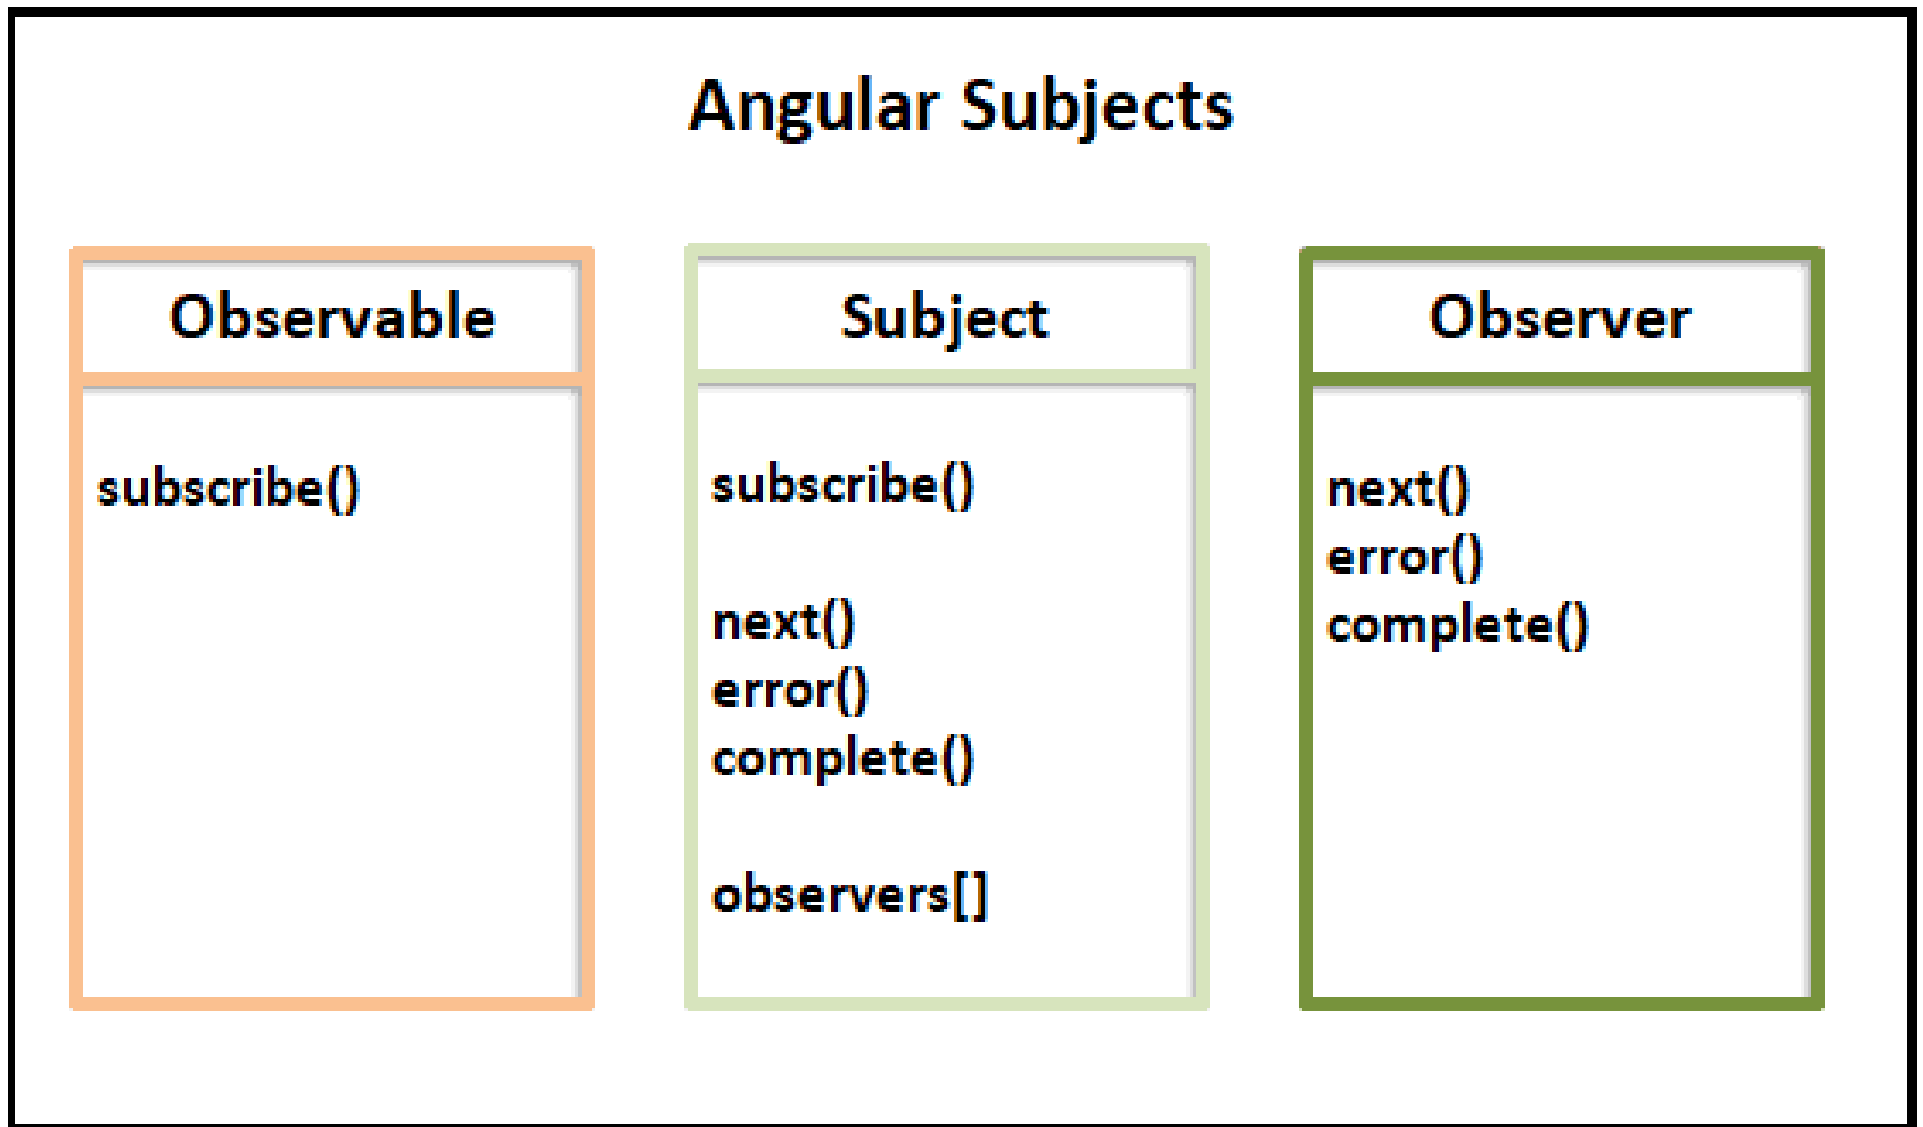 Angular Subjects
Observable
subscribe()
Subject
subscribe()
next()
error()
complete()
observers[]
Observer
next()
error()
complete()